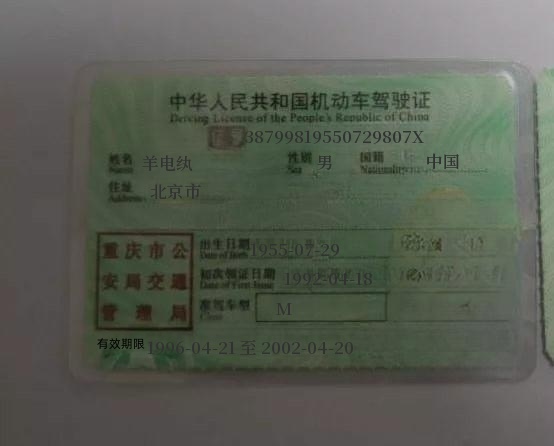 中华人民共和国机动车驾驶证
Driving License of the People's Republic of China
证号 38799819550729807X
姓名 羊电纨 性别 男 国籍 中国
Name Sex Nationality
住址 北京市
Address
重庆市公
安局交通
管理局
出生日期 1955-07-29
Date of Birth
初次领证日期 1992-04-18
Date of First Issue
准驾车型 M
Class
有效期限 1996-04-21 至 2002-04-20